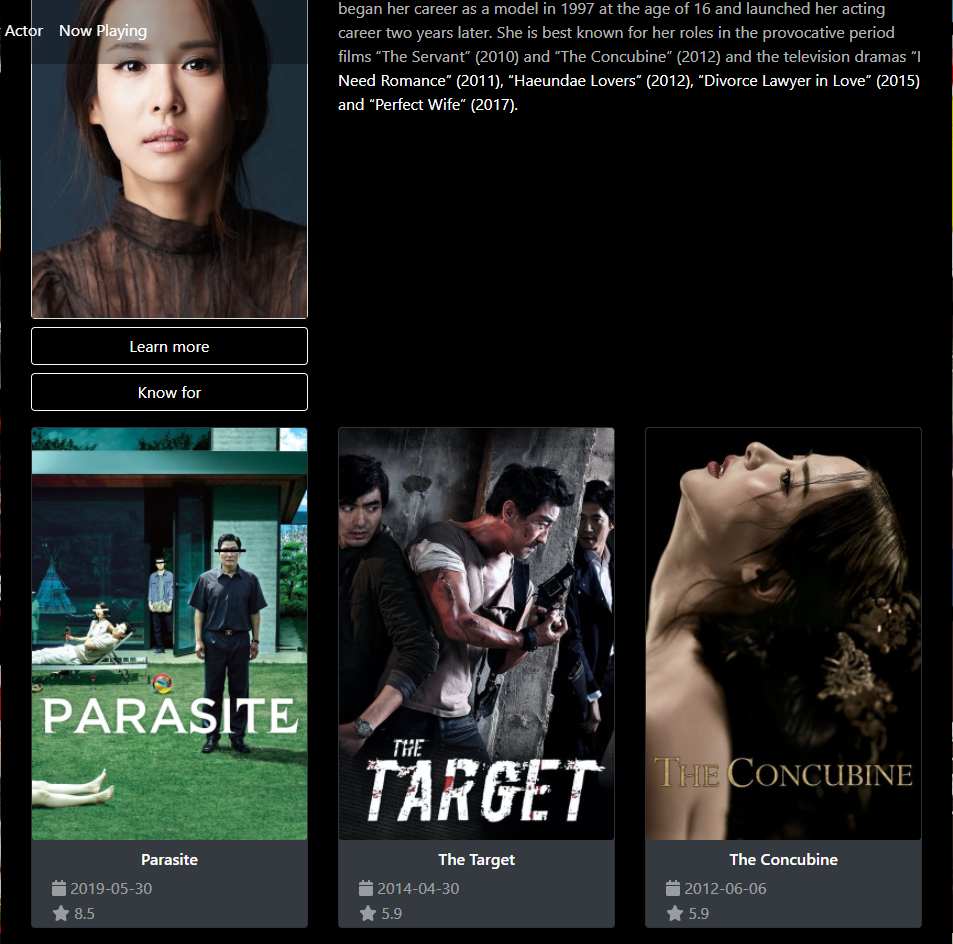 began her career as a model in 1997 at the age of 16 and launched her acting
Actor Now Playing
career two years later. She is best known for her roles in the provocative period
films “The Servant” (2010) and “The Concubine” (2012) and the television dramas “I
Need Romance” (2011), “Haeundae Lovers” (2012), “Divorce Lawyer in Love” (2015)
and “Perfect Wife” (2017).
Learn more
Know for
PARASITE
THE
TARGET
THE CONCUBINE
Parasite
2019-05-30
8.5
The Target
2014-04-30
5.9
The Concubine
2012-06-06
5.9